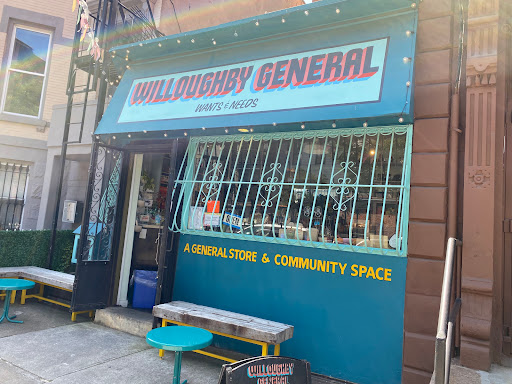 WILLOUGHBY GENERAL
WANTS & NEEDS
A GENERAL STORE & COMMUNITY SPACE
WILLOUGHBY
GENERAL